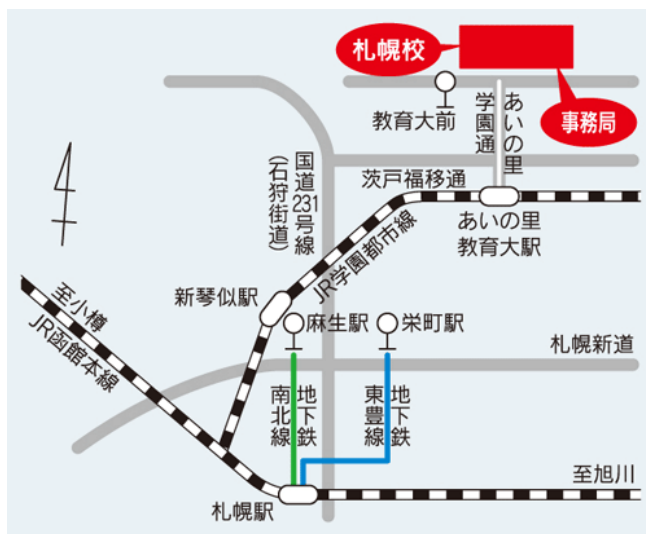 札幌校
事務局
教育大前
あいの里
学園通
国道231号線
(石狩街道)
茨戸福移通
あいの里
教育大駅
JR学園都市線
新琴似駅
麻生駅
栄町駅
至小樽
JR函館本線
札幌新道
地下鉄
南北線
地下鉄
東豊線
至旭川
札幌駅